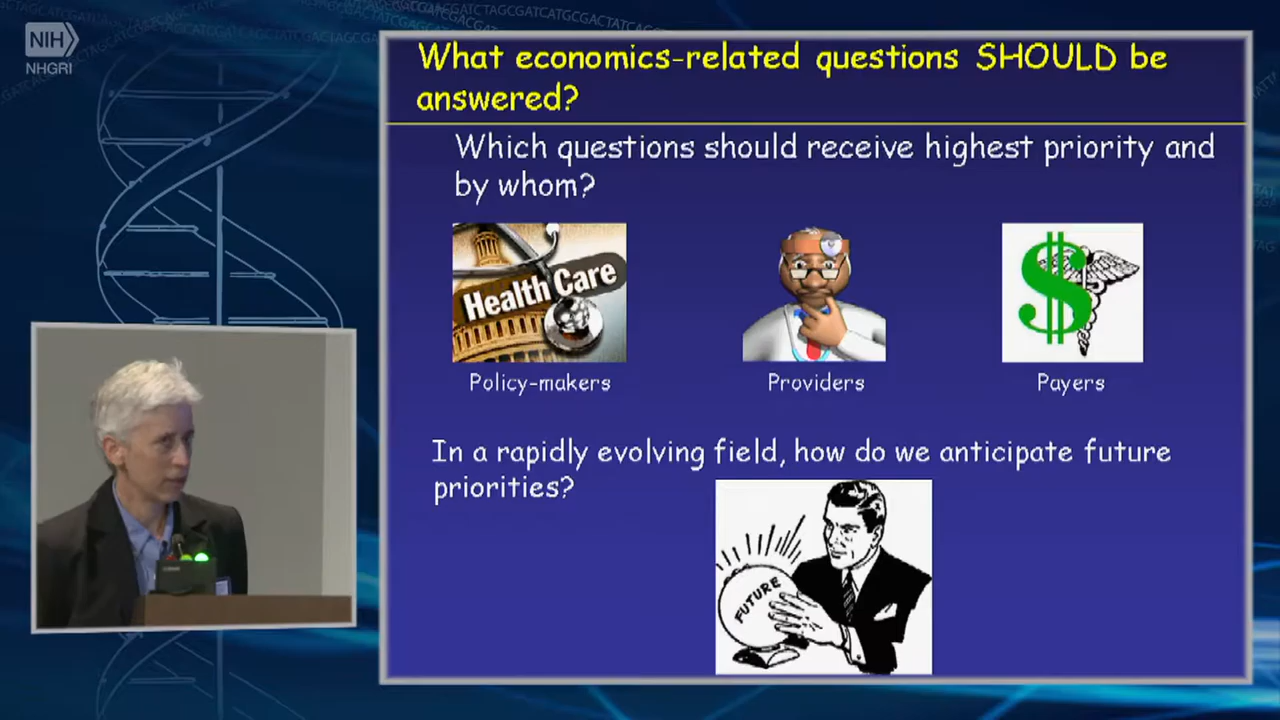 NIH
NHGRI
What economics-related questions SHOULD be
answered?
Which questions should receive highest priority and
by whom?
Health Care
Policy-makers
Providers
Payers
In a rapidly evolving field, how do we anticipate future
priorities?
FUTURE